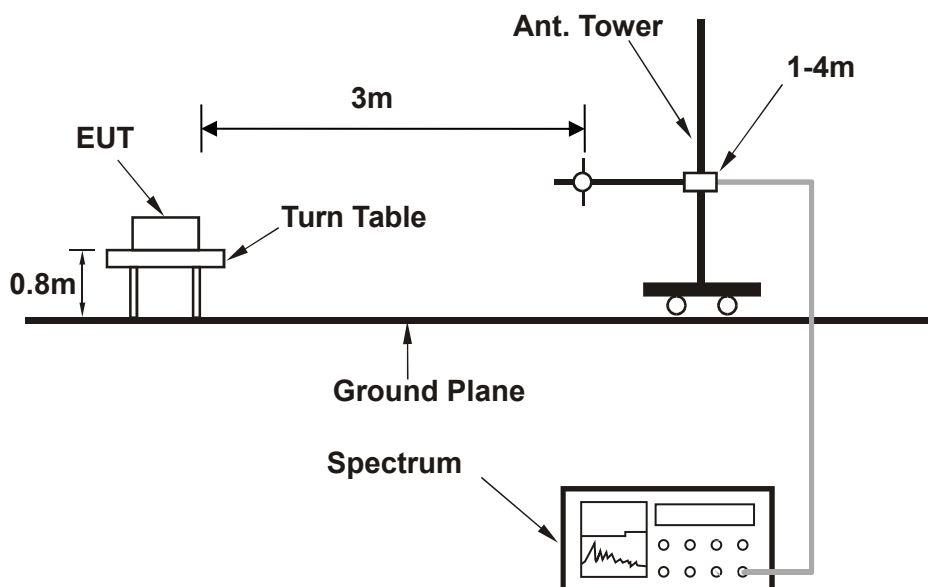 Ant. Tower
1-4m
3m
EUT
Turn Table
0.8m
Ground Plane
Spectrum